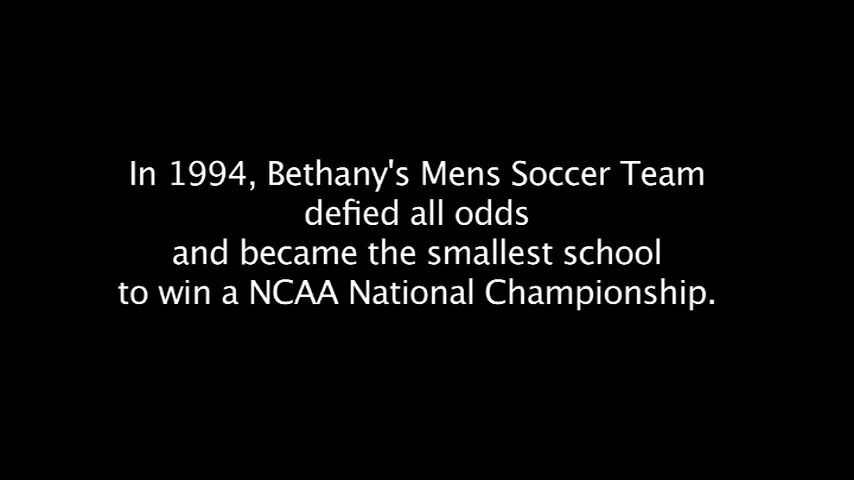 In 1994, Bethany's Mens Soccer Team
defied all odds
and became the smallest school
to win a NCAA National Championship.